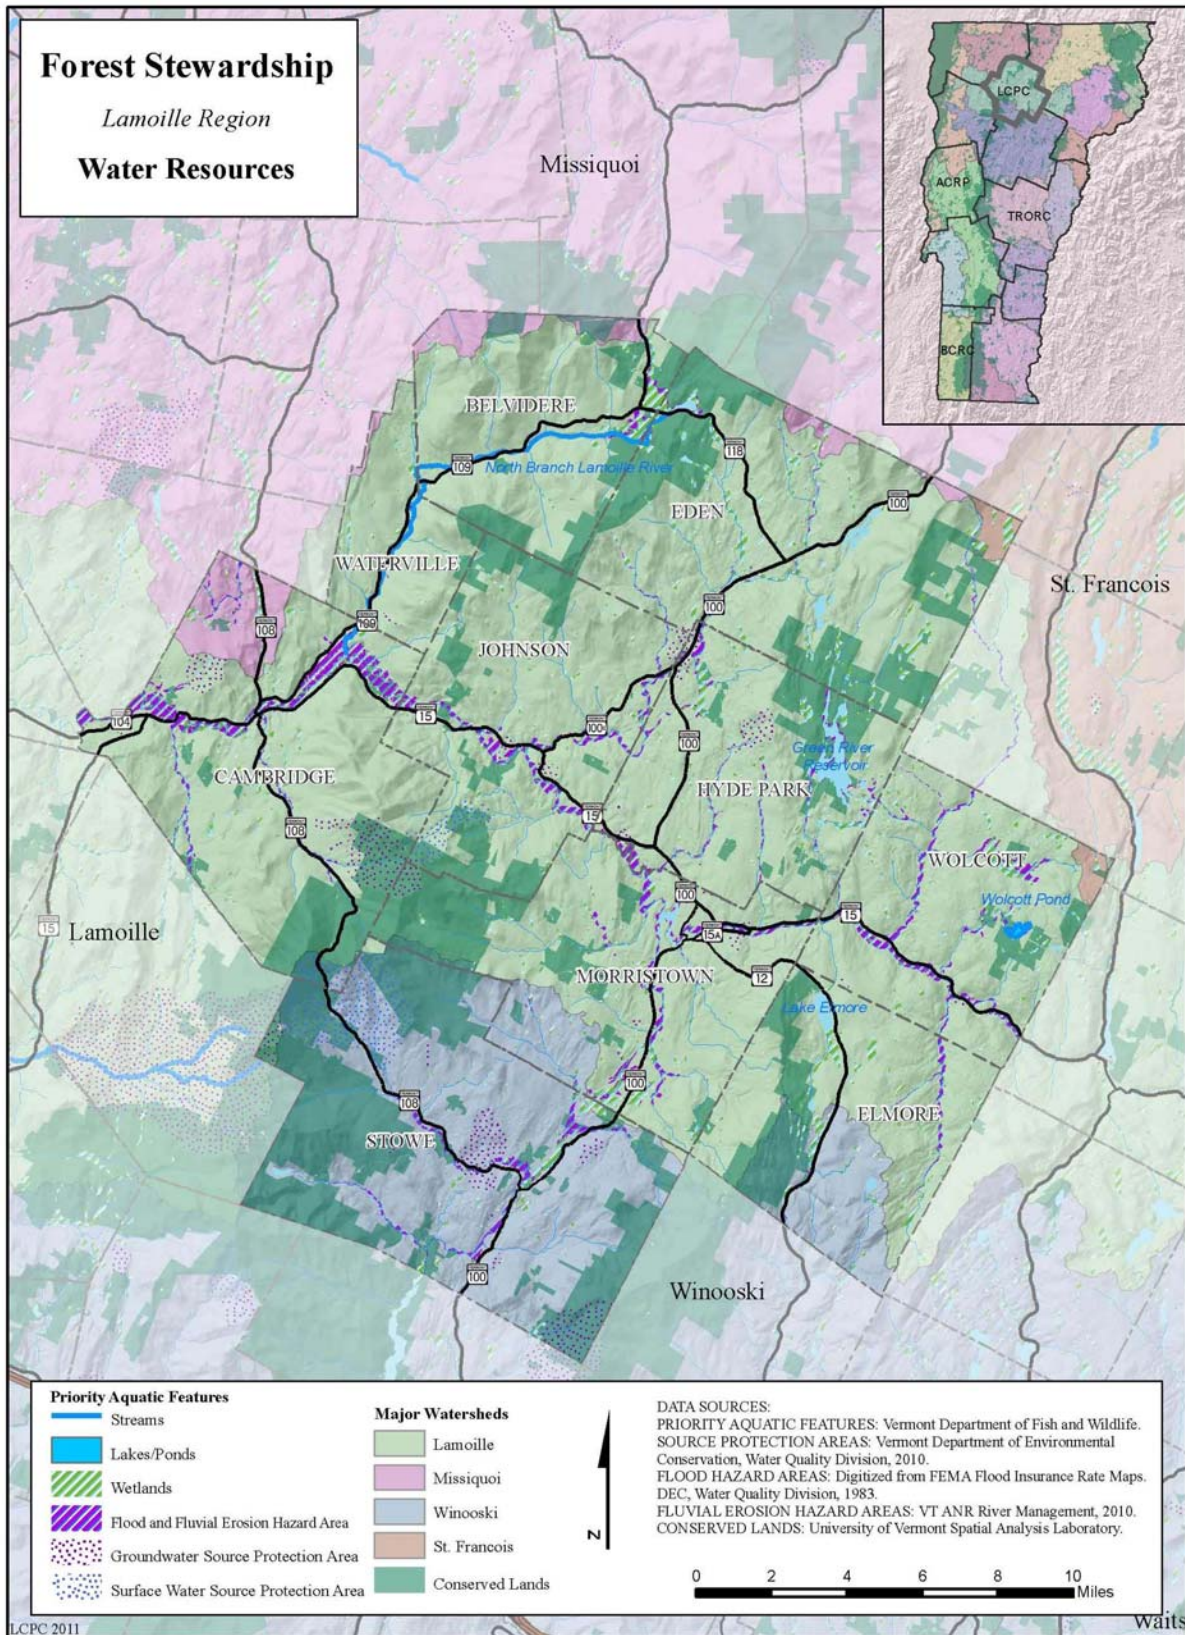 Forest Stewardship
Lamoille Region
Water Resources
LCPC
ACRP
TRORC
BCRC
Missiquoi
BELVIDERE
109
North Branch Lamoille River
118
EDEN
100
WATERVILLE
St. Francois
100
109
108
JOHNSON
104
15
100
100
Green River
Reservoir
CAMBRIDGE
HYDE PARK
15
108
WOLCOTT
100
Wolcott Pond
15
15
Lamoille
15A
MORRISTOWN
12
Lake Elmore
100
108
ELMORE
STOWE
100
Winooski
Priority Aquatic Features
Streams
Lakes/Ponds
Wetlands
Flood and Fluvial Erosion Hazard Area
Groundwater Source Protection Area
Surface Water Source Protection Area
Major Watersheds
Lamoille
Missiquoi
Winooski
St. Francois
Conserved Lands
N
DATA SOURCES:
PRIORITY AQUATIC FEATURES: Vermont Department of Fish and Wildlife.
SOURCE PROTECTION AREAS: Vermont Department of Environmental
Conservation, Water Quality Division, 2010.
FLOOD HAZARD AREAS: Digitized from FEMA Flood Insurance Rate Maps.
DEC, Water Quality Division, 1983.
FLUVIAL EROSION HAZARD AREAS: VT ANR River Management, 2010.
CONSERVED LANDS: University of Vermont Spatial Analysis Laboratory.
0 2 4 6 8 10
Miles
Waits
LCPC 2011